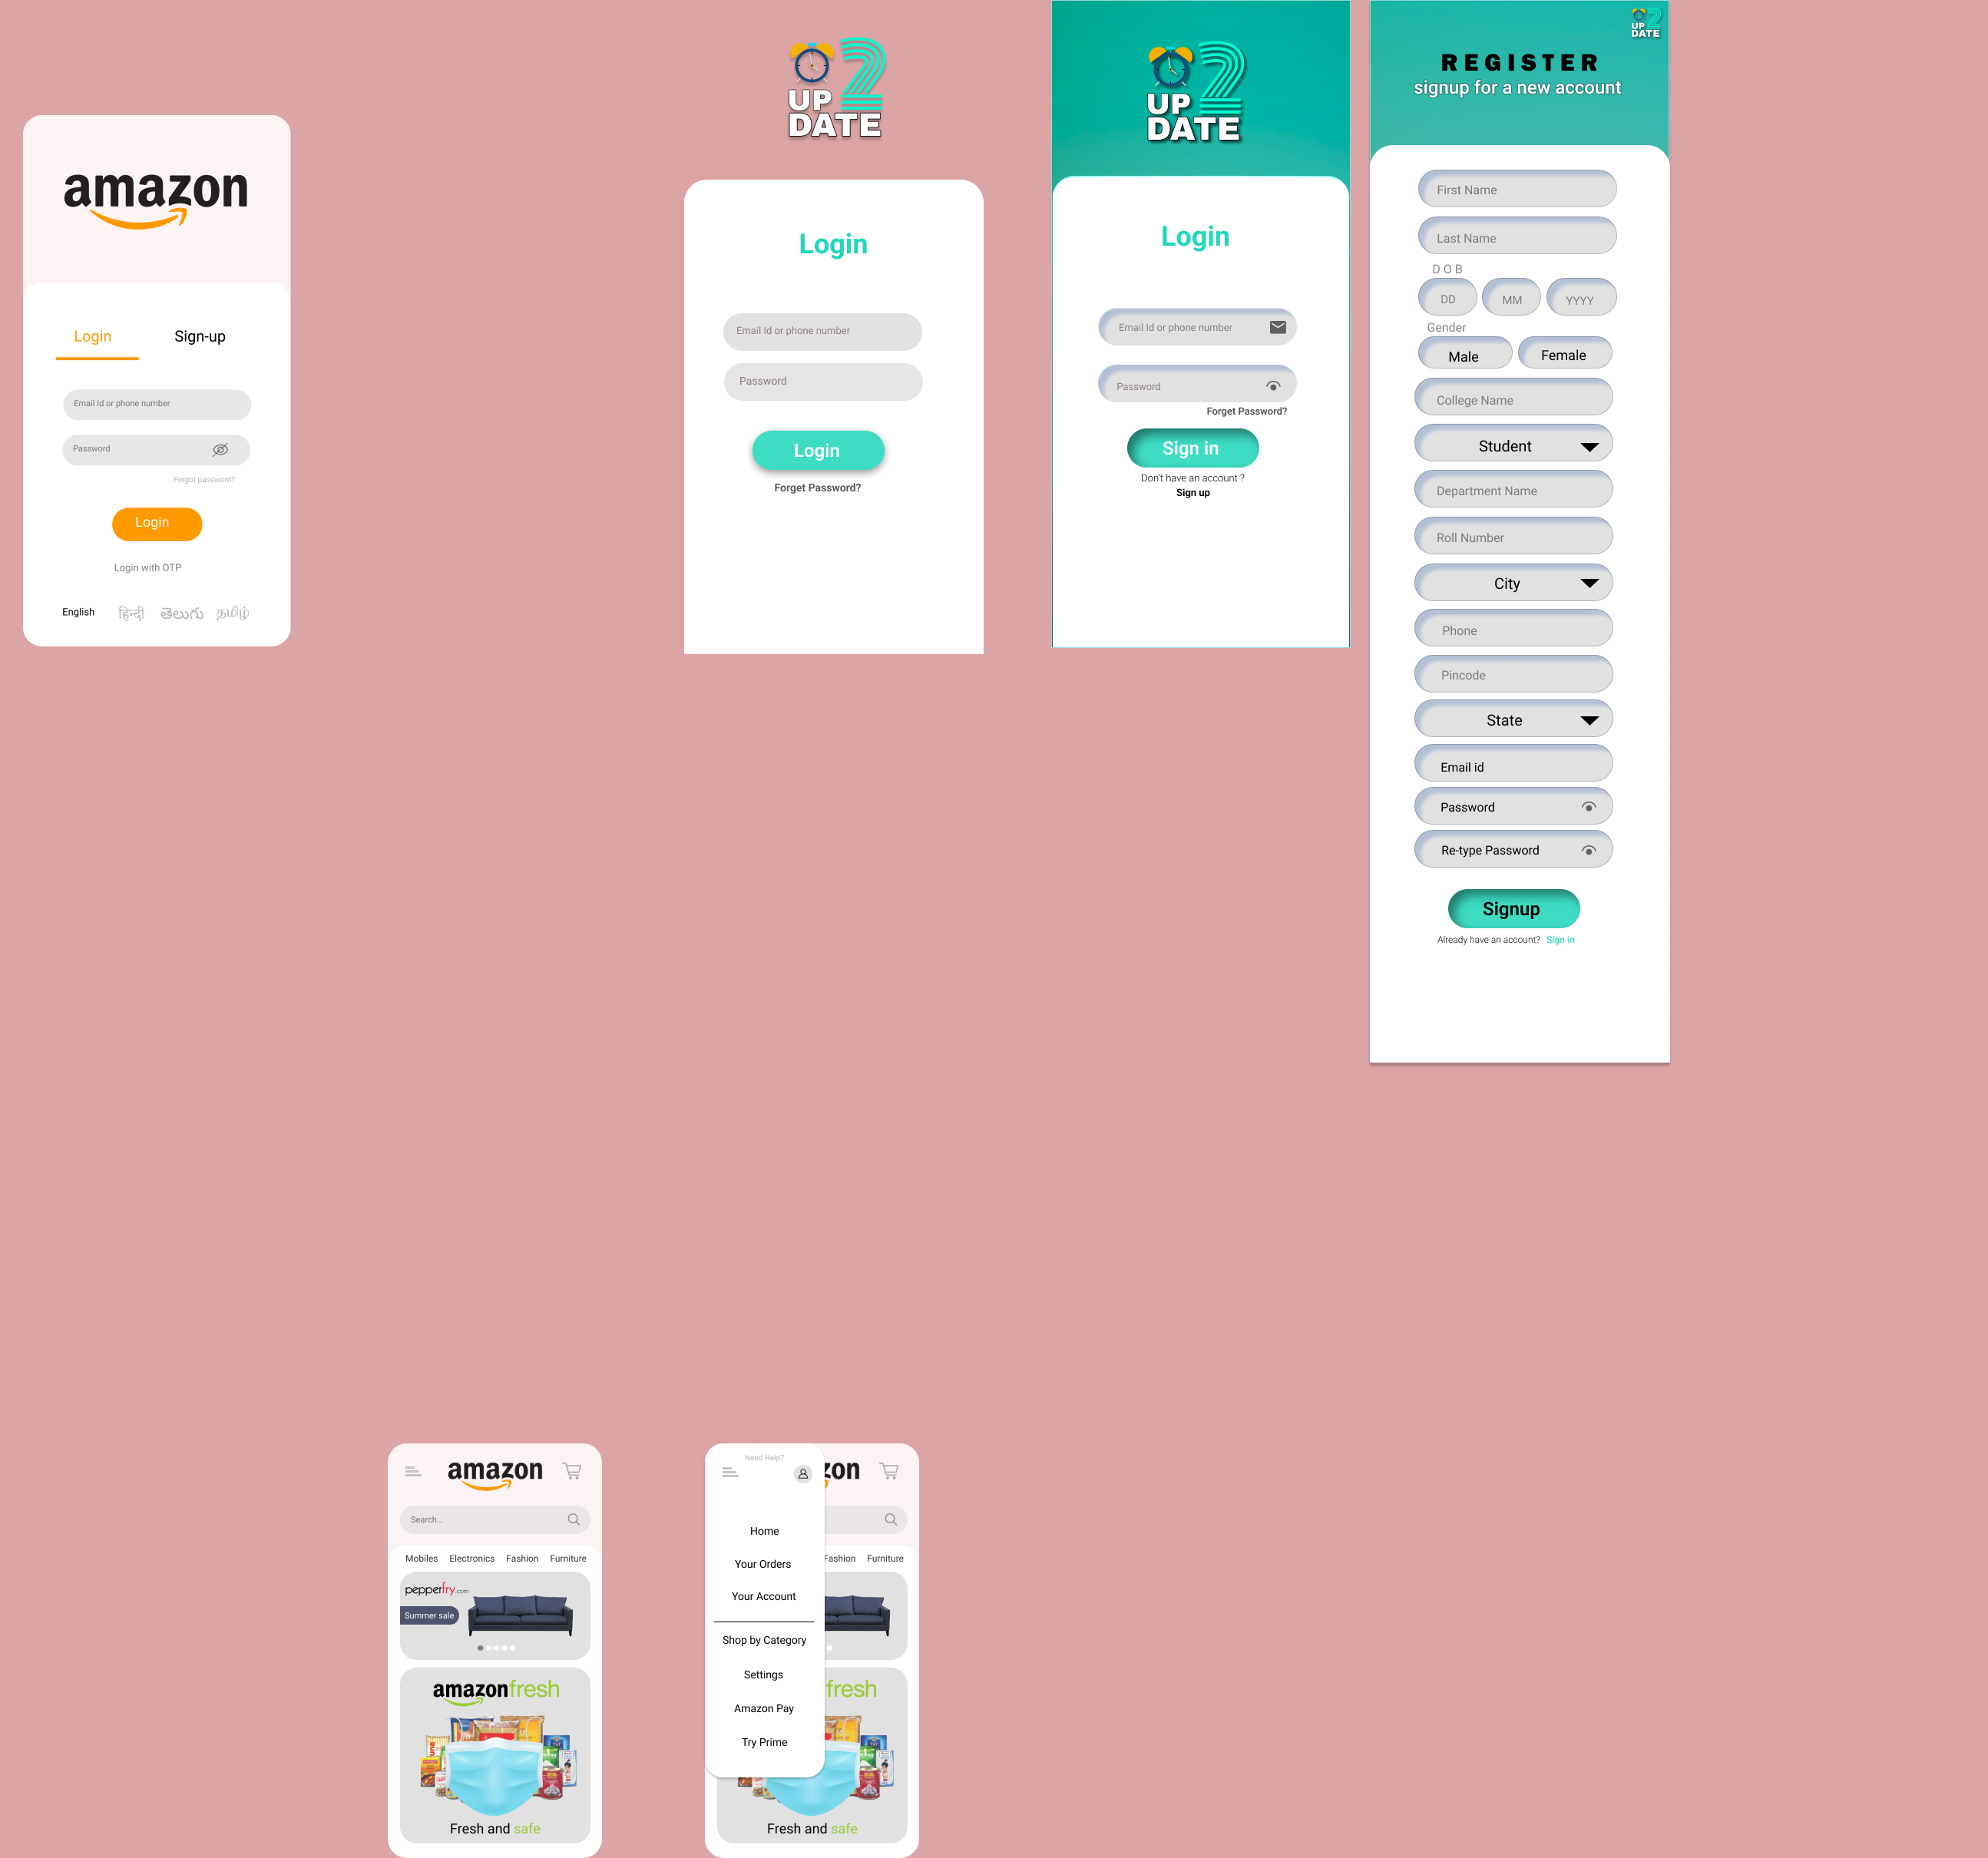 amazon
Login Sign-up
Email Id or phone number
Password
Forgot password?
Login
Login with OTP
English हिन्दी తెలుగు தமிழ்
2
UP
DATE
Login
Email Id or phone number
Password
Login
Forget Password?
2
UP
DATE
Login
Email Id or phone number
Password
Forget Password?
Sign in
Don't have an account ?
Sign up
2
UP
DATE
REGISTER
signup for a new account
First Name
Last Name
D O B
DD MM YYYY
Gender
Male Female
College Name
Student
Department Name
Roll Number
City
Phone
Pincode
State
Email id
Password
Re-type Password
Signup
Already have an account? Sign in
amazon
Search...
Mobiles Electronics Fashion Furniture
pepperfry.com
Summer sale
amazonfresh
Fresh and safe
Need Help?
zon
Home
Your Orders
Fashion Furniture
Your Account
Shop by Category
Settings
fresh
Amazon Pay
Try Prime
Fresh and safe